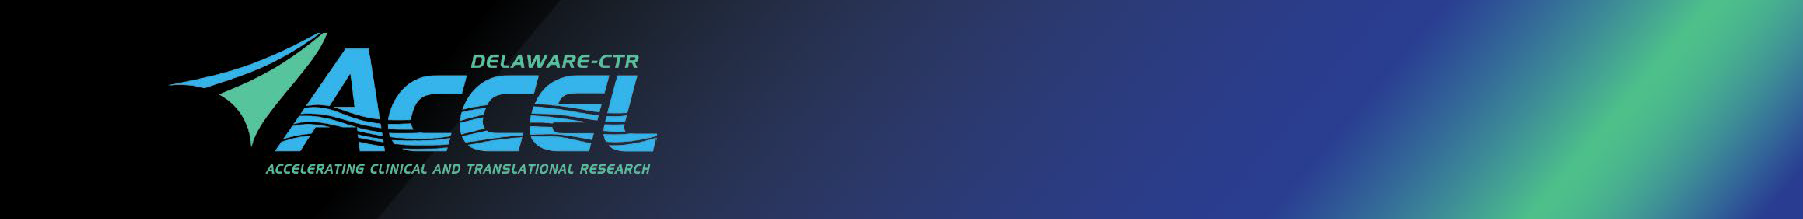 DELAWARE-CTR
ACCEL
ACCELERATING CLINICAL AND TRANSLATIONAL RESEARCH